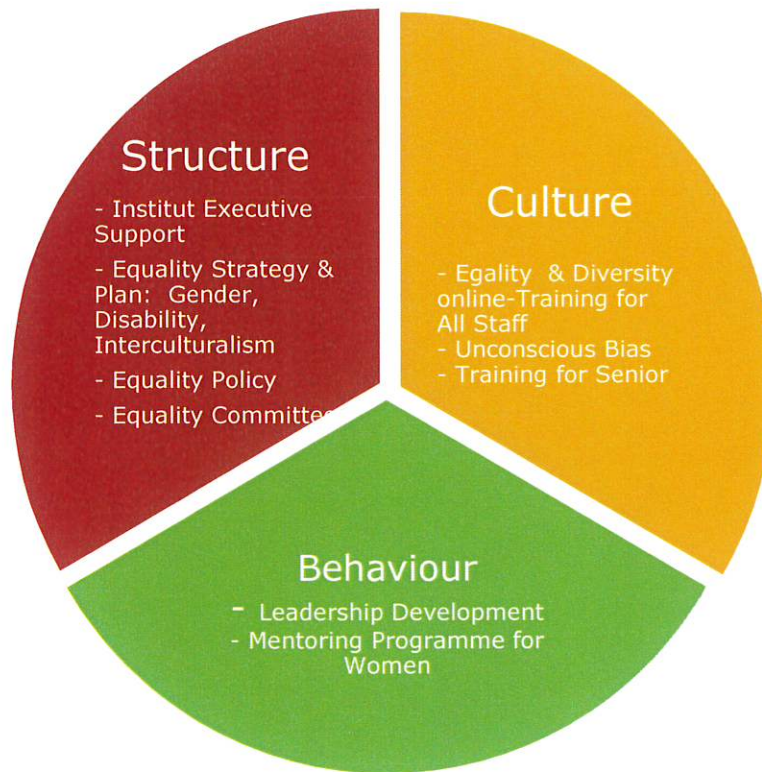 Structure
- Institut Executive
Support
- Equality Strategy &
Plan: Gender,
Disability,
Interculturalism
- Equality Policy
- Equality Committee
Culture
- Egality & Diversity
online-Training for
All Staff
- Unconscious Bias
- Training for Senior
Behaviour
- Leadership Development
- Mentoring Programme for
Women